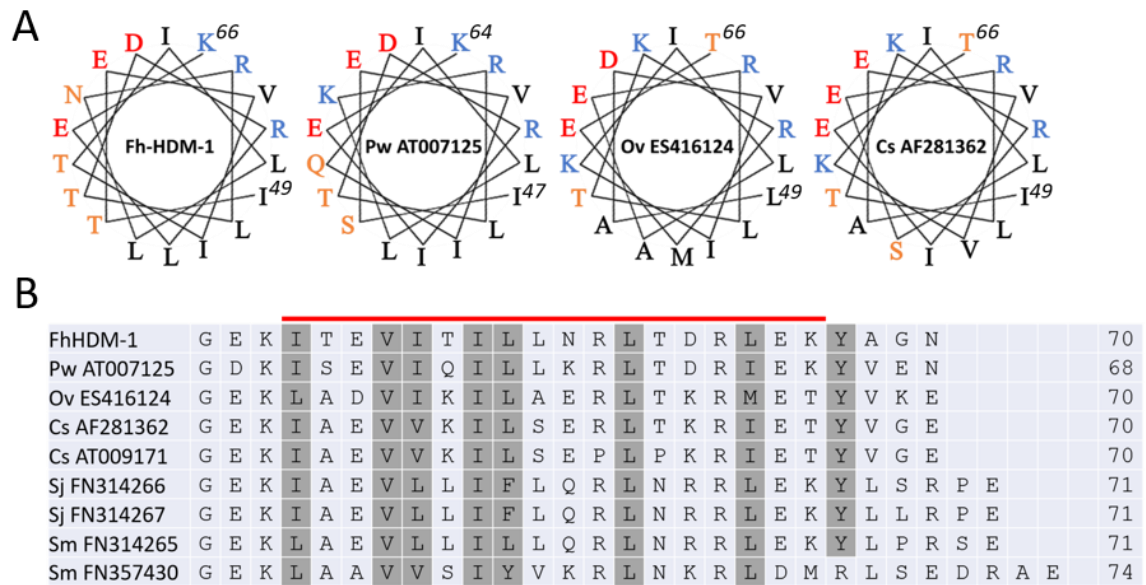 A
D I K66
E R
N V
E R
T L
Fh-HDM-1
T I49
T L
L L I
D I K64
E R
K V
E R
Q L
Pw AT007125
T I47
S L
L I I
K I T66
D R
E V
E R
K L
Ov ES416124
T L49
A L
A M I
K I T66
E R
E V
E R
K L
Cs AF281362
T I49
A L
S I V
B
FhHDM-1 G E K I T E V I T I L L N R L T D R L E K Y A G N 70
Pw AT007125 G D K I S E V I Q I L L K R L T D R I E K Y V E N 68
Ov ES416124 G E K L A D V I K I L A E R L T K R M E T Y V K E 70
Cs AF281362 G E K I A E V V K I L S E R L T K R I E T Y V G E 70
Cs AT009171 G E K I A E V V K I L S E P L P K R I E T Y V G E 70
Sj FN314266 G E K I A E V L L I F L Q R L N R R L E K Y L S R P E 71
Sj FN314267 G E K I A E V L L I F L Q R L N R R L E K Y L L R P E 71
Sm FN314265 G E K L A E V L L I L L Q R L N R R L E K Y L P R S E 71
Sm FN357430 G E K L A A V V S I Y V K R L N K R L D M R L S E D R A E 74